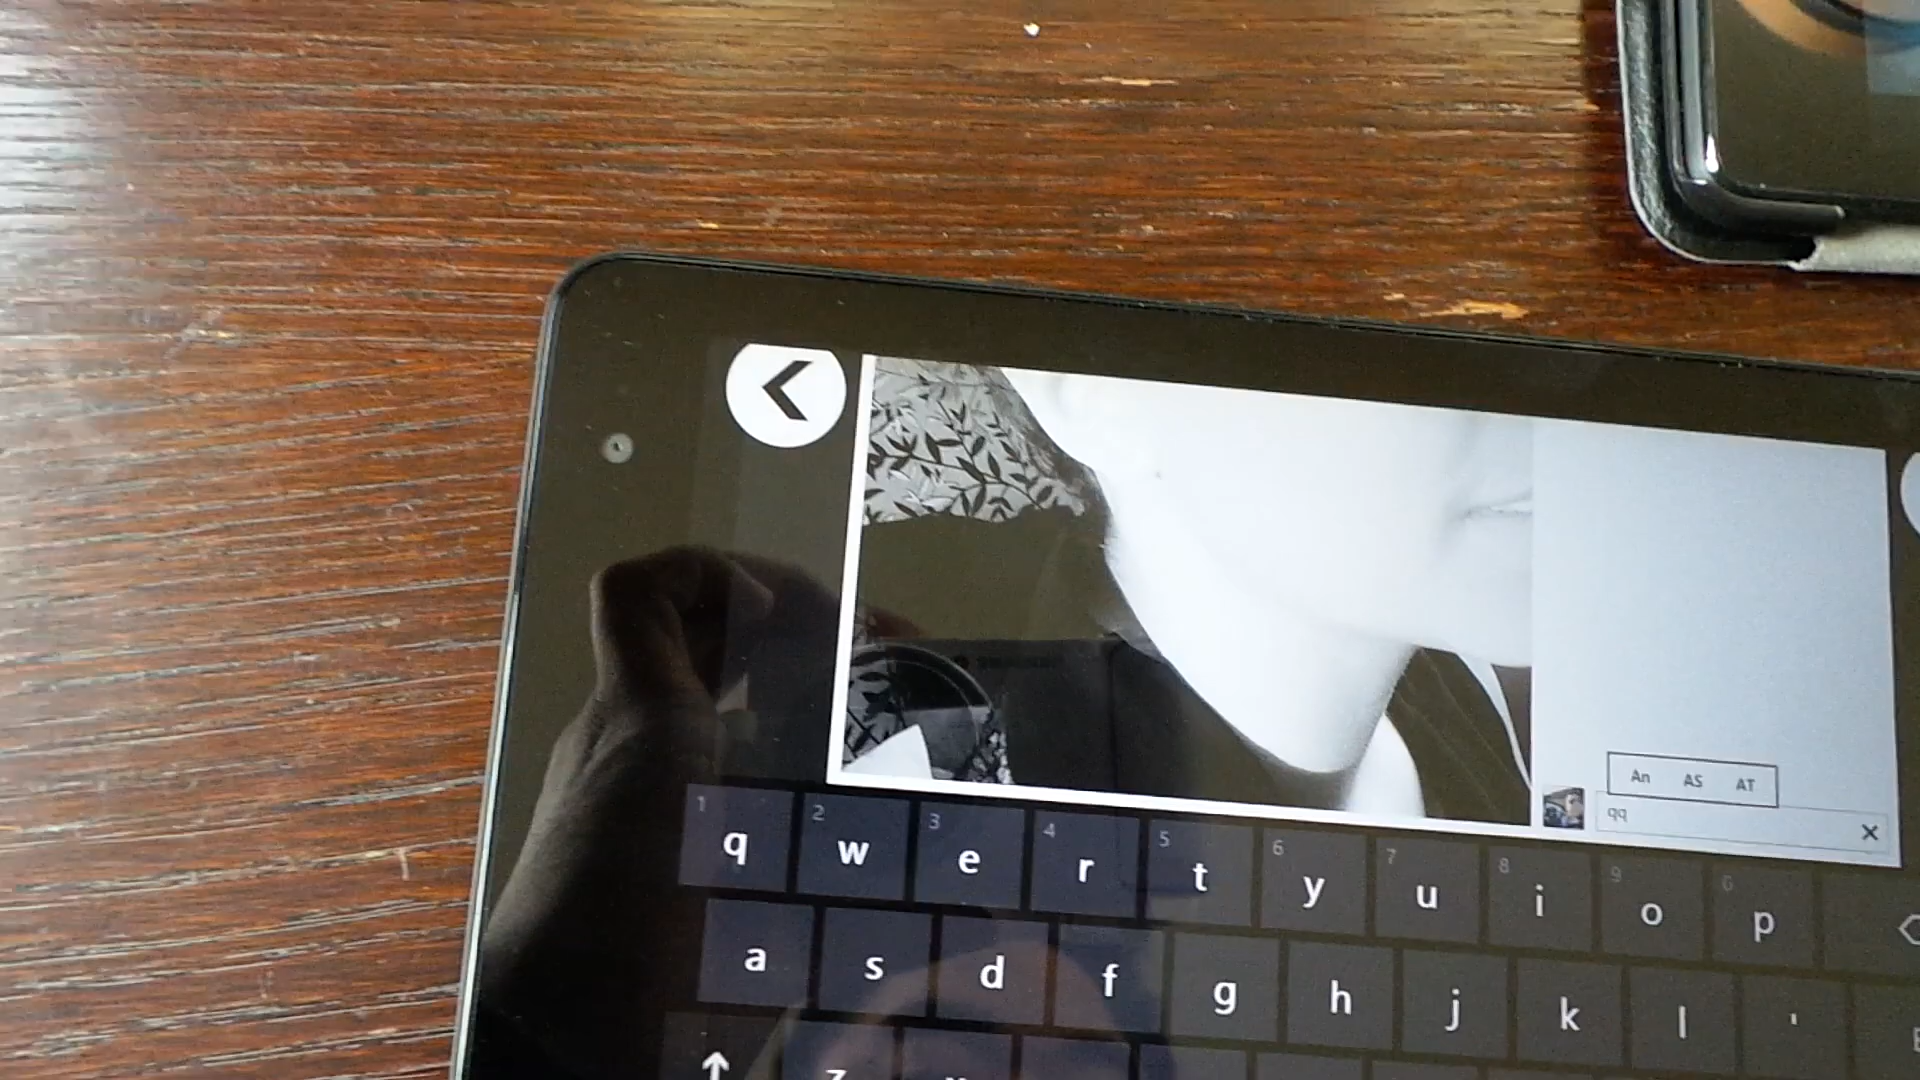 An AS AT
qq
1 2 3 4 5 6 7 8 9 0
q w e r t y u i o p
a s d f g h j k l '
z